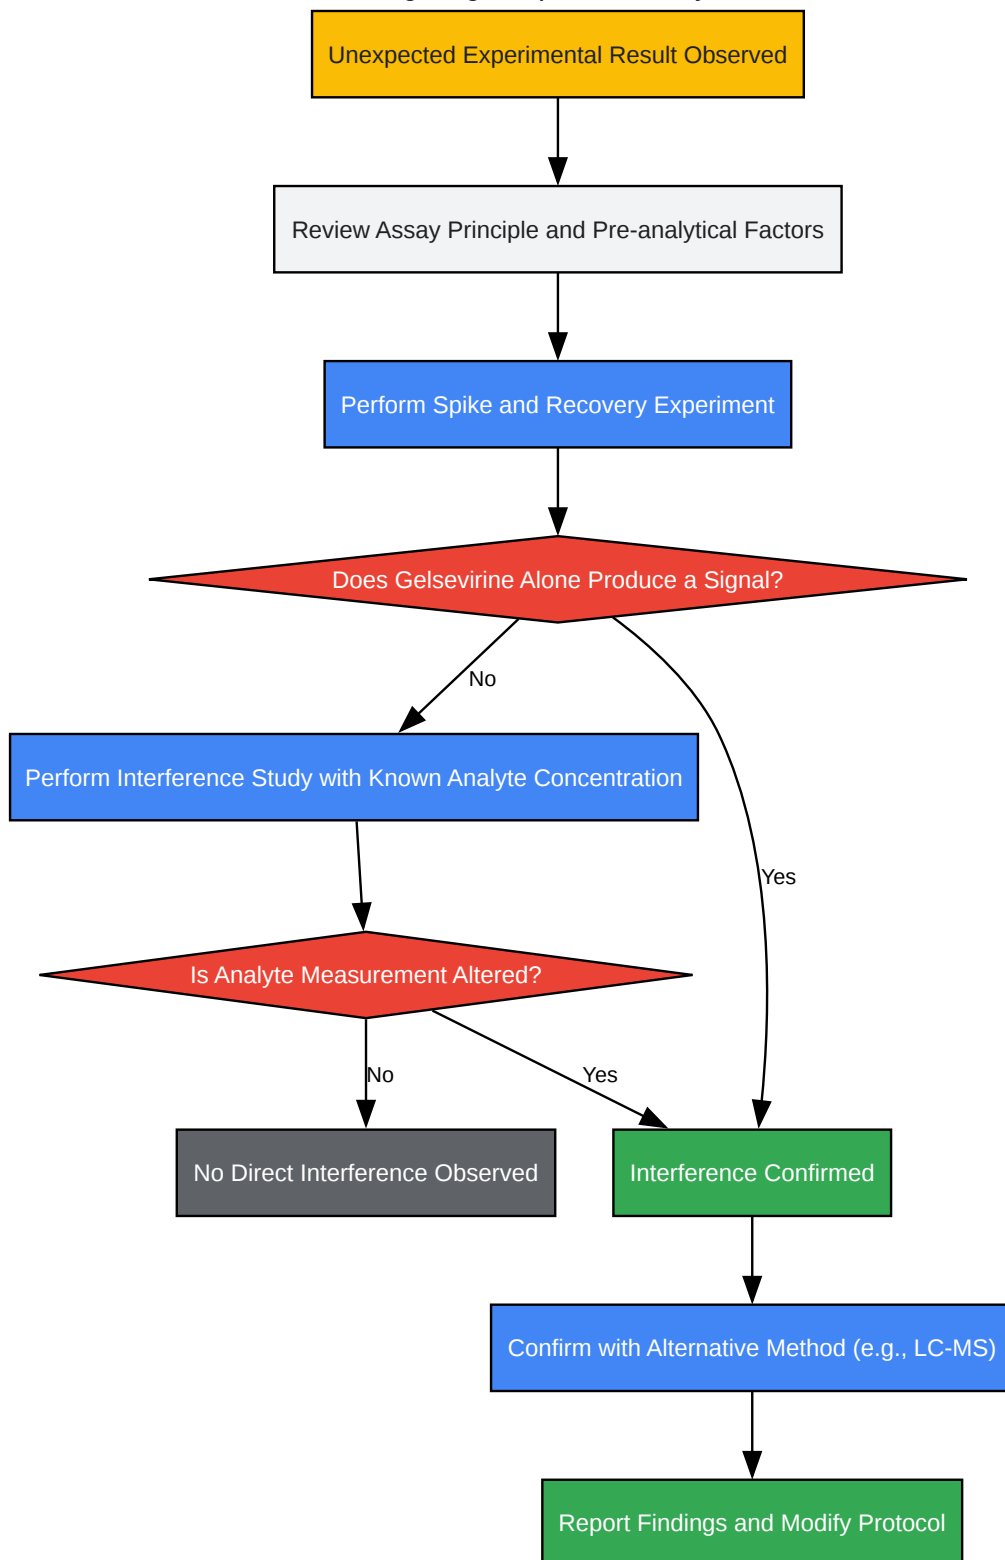 Unexpected Experimental Result Observed
Review Assay Principle and Pre-analytical Factors
Perform Spike and Recovery Experiment
Does Gelsevirine Alone Produce a Signal?
No
Perform Interference Study with Known Analyte Concentration
Yes
Is Analyte Measurement Altered?
No
Yes
No Direct Interference Observed
Interference Confirmed
Confirm with Alternative Method (e.g., LC-MS)
Report Findings and Modify Protocol